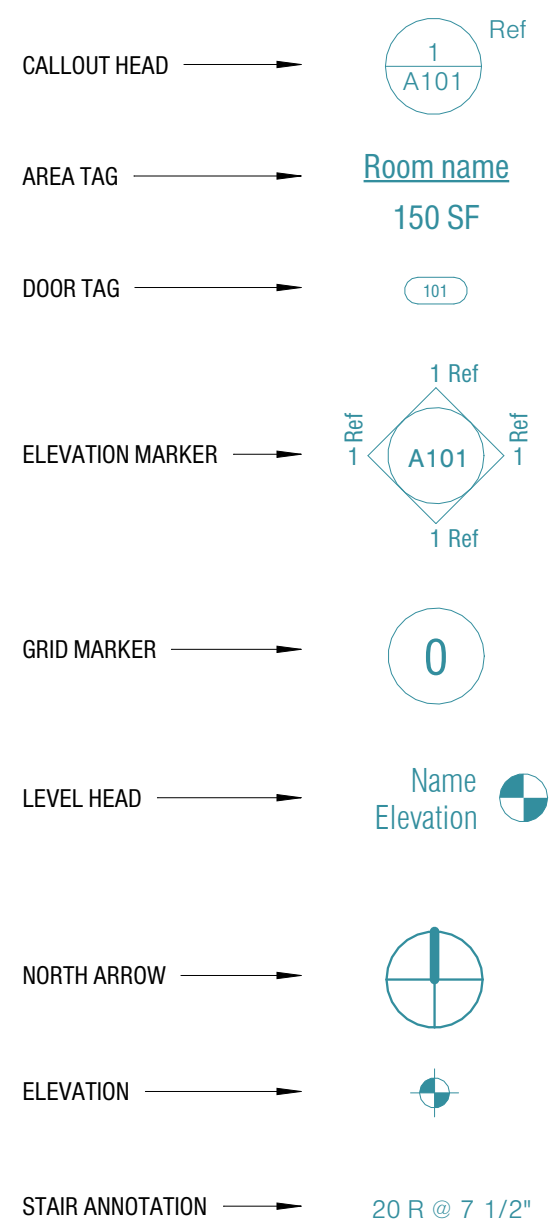 CALLOUT HEAD
1
A101
Ref
AREA TAG
Room name
150 SF
DOOR TAG
101
ELEVATION MARKER
1 Ref
Ref
1
A101
Ref
1
1 Ref
GRID MARKER
0
LEVEL HEAD
Name
Elevation
NORTH ARROW
ELEVATION
STAIR ANNOTATION
20 R @ 7 1/2"